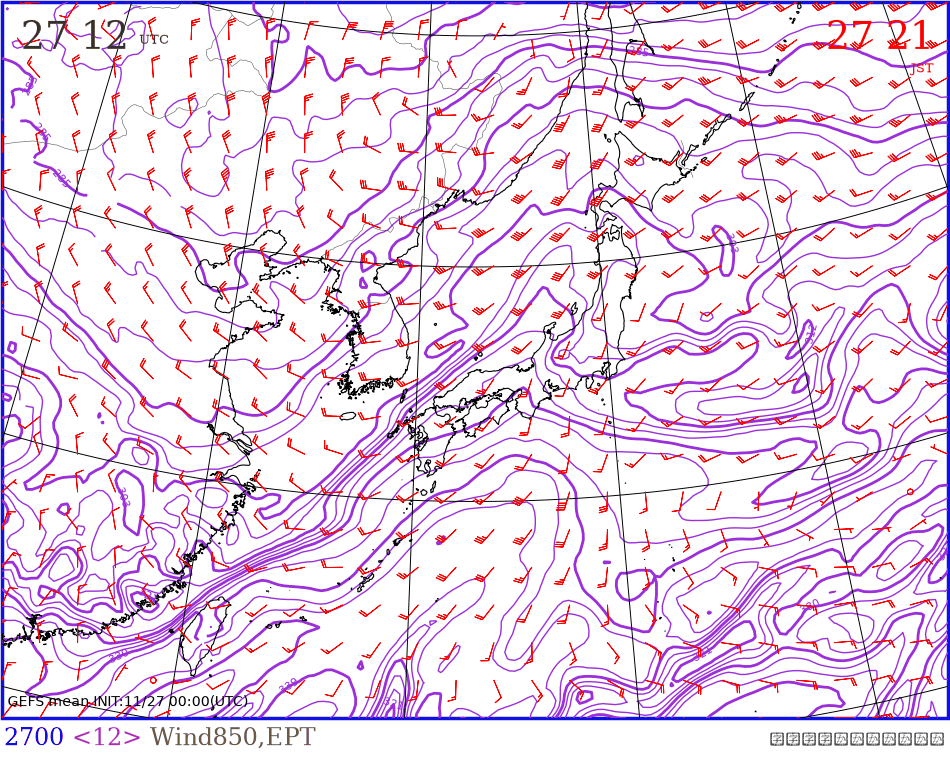 27 12 UTC
27 21
JST
GEFS mean INIT:11/27 00:00(UTC)
2700 <12> Wind850,EPT